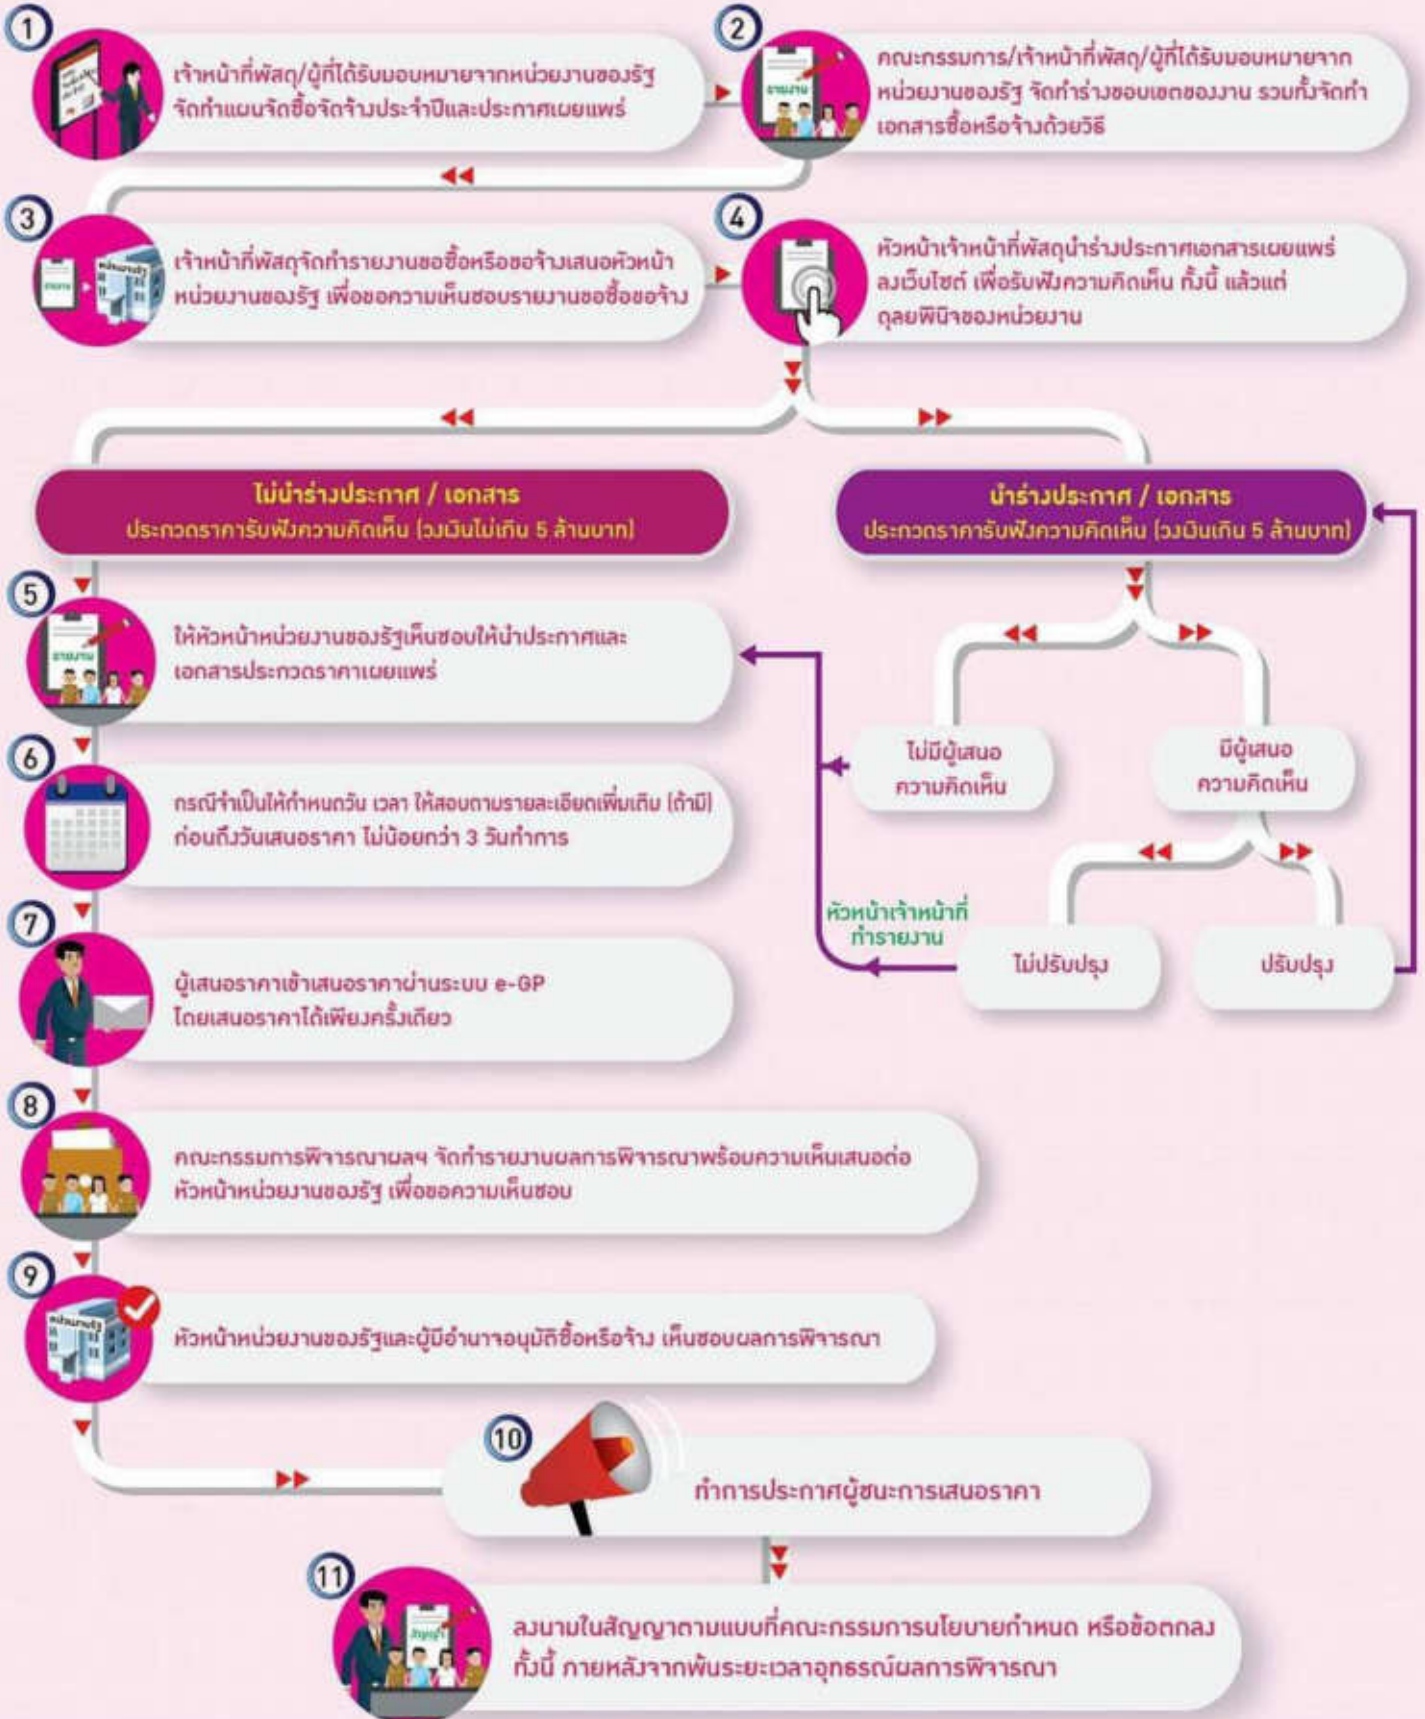 1
เจ้าหน้าที่พัสดุ/ผู้ที่ได้รับมอบหมายจากหน่วยงานของรัฐ
จัดทำแผนจัดซื้อจัดจ้างประจำปีและประกาศเผยแพร่
2
รายงาน
คณะกรรมการ/เจ้าหน้าที่พัสดุ/ผู้ที่ได้รับมอบหมายจาก
หน่วยงานของรัฐ จัดทำร่างขอบเขตของงาน รวมทั้งจัดทำ
เอกสารซื้อหรือจ้างด้วยวิธี
3
รายงาน
หน่วยงานรัฐ
เจ้าหน้าที่พัสดุจัดทำรายงานขอซื้อหรือขอจ้างเสนอหัวหน้า
หน่วยงานของรัฐ เพื่อขอความเห็นชอบรายงานขอซื้อขอจ้าง
4
หัวหน้าเจ้าหน้าที่พัสดุนำร่างประกาศเอกสารเผยแพร่
ลงเว็บไซต์ เพื่อรับฟังความคิดเห็น ทั้งนี้ แล้วแต่
ดุลยพินิจของหน่วยงาน
ไม่นำร่างประกาศ / เอกสาร
ประกวดราคารับฟังความคิดเห็น (วงเงินไม่เกิน 5 ล้านบาท)
นำร่างประกาศ / เอกสาร
ประกวดราคารับฟังความคิดเห็น (วงเงินเกิน 5 ล้านบาท)
5
รายงาน
ให้หัวหน้าหน่วยงานของรัฐเห็นชอบให้นำประกาศและ
เอกสารประกวดราคาเผยแพร่
ไม่มีผู้เสนอ
ความคิดเห็น
มีผู้เสนอ
ความคิดเห็น
6
กรณีจำเป็นให้กำหนดวัน เวลา ให้สอบถามรายละเอียดเพิ่มเติม (ถ้ามี)
ก่อนถึงวันเสนอราคา ไม่น้อยกว่า 3 วันทำการ
หัวหน้าเจ้าหน้าที่
ทำรายงาน
ไม่ปรับปรุง
ปรับปรุง
7
ผู้เสนอราคาเข้าเสนอราคาผ่านระบบ e-GP
โดยเสนอราคาได้เพียงครั้งเดียว
8
คณะกรรมการพิจารณาผลฯ จัดทำรายงานผลการพิจารณาพร้อมความเห็นเสนอต่อ
หัวหน้าหน่วยงานของรัฐ เพื่อขอความเห็นชอบ
9
หน่วยงานรัฐ
หัวหน้าหน่วยงานของรัฐและผู้มีอำนาจอนุมัติซื้อหรือจ้าง เห็นชอบผลการพิจารณา
10
ทำการประกาศผู้ชนะการเสนอราคา
11
สัญญา
ลงนามในสัญญาตามแบบที่คณะกรรมการนโยบายกำหนด หรือข้อตกลง
ทั้งนี้ ภายหลังจากพ้นระยะเวลาอุทธรณ์ผลการพิจารณา